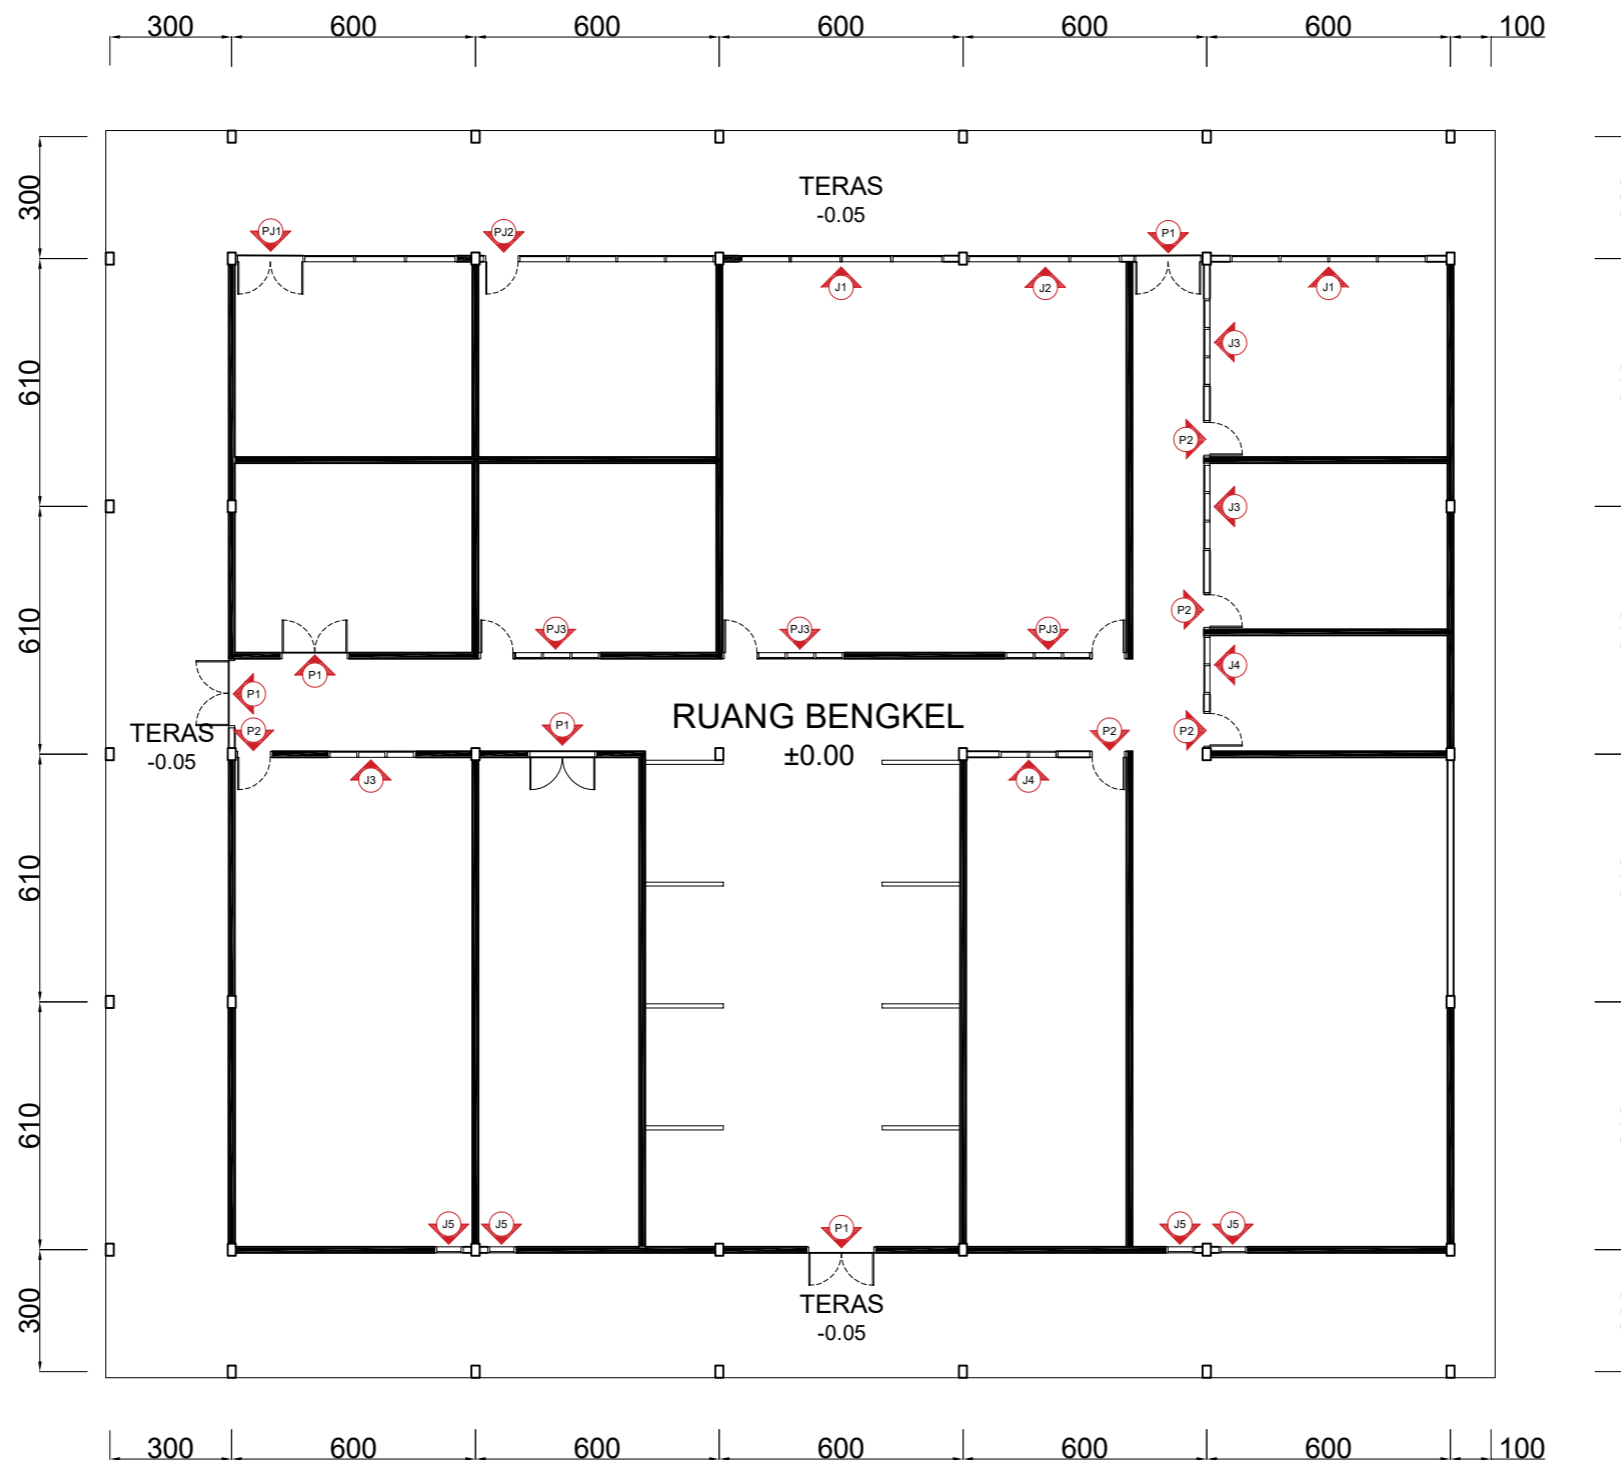 300 600 600 600 600 600 100
300
TERAS
-0.05
PJ1 PJ2 P1
J1 J2 J1
610
J3
P2
J3
610
P2
PJ3 PJ3 PJ3
J4
P1
P1
TERAS
-0.05
P2 P1 P2 P2
RUANG BENGKEL
±0.00
J3 J4
610
610
J5 J5 P1 J5 J5
TERAS
-0.05
300
300 600 600 600 600 600 100